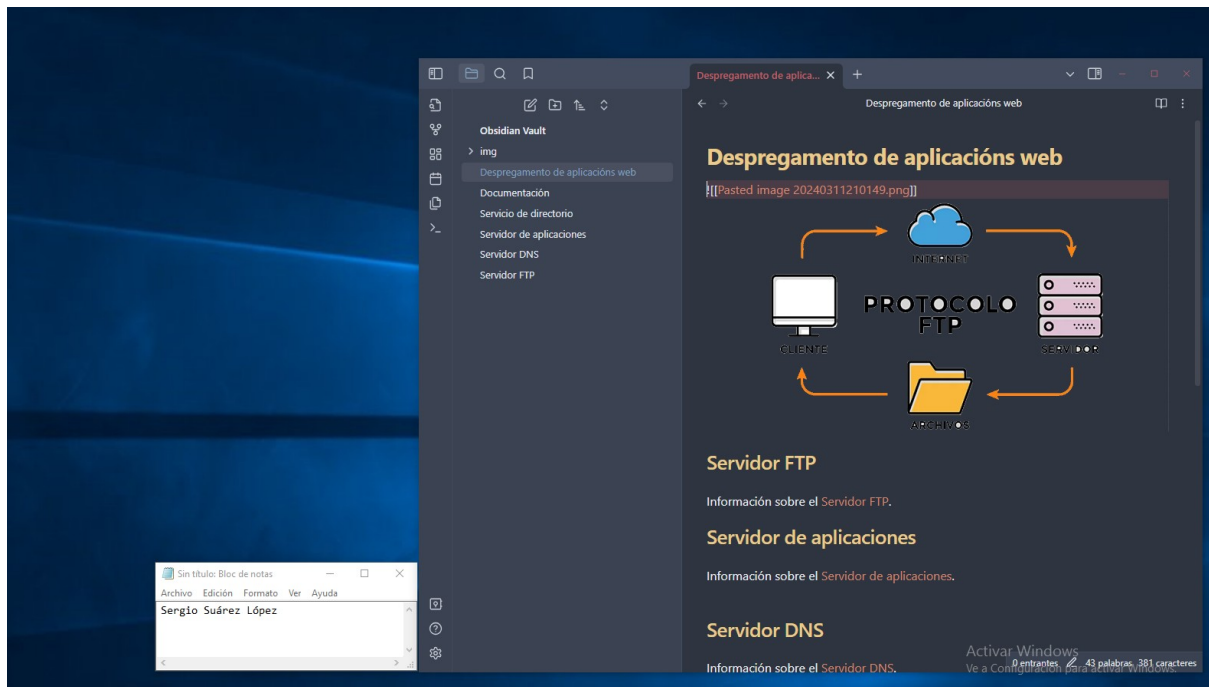 Despregamento de aplica...
Despregamento de aplicacións web
Obsidian Vault
img
Despregamento de aplicacións web
Documentación
Servicio de directorio
Servidor de aplicaciones
Servidor DNS
Servidor FTP
Despregamento de aplicacións web
![[Pasted image 20240311210149.png]]
INTERNET
PROTOCOLO
FTP
CLIENTE
SERVIDOR
ARCHIVOS
Servidor FTP
Información sobre el Servidor FTP.
Servidor de aplicaciones
Información sobre el Servidor de aplicaciones.
Servidor DNS
Información sobre el Servidor DNS.
Activar Windows
Ve a Configuración para activar Windows.
0 entrantes 43 palabras 381 caracteres
Sin título: Bloc de notas
Archivo Edición Formato Ver Ayuda
Sergio Suárez López